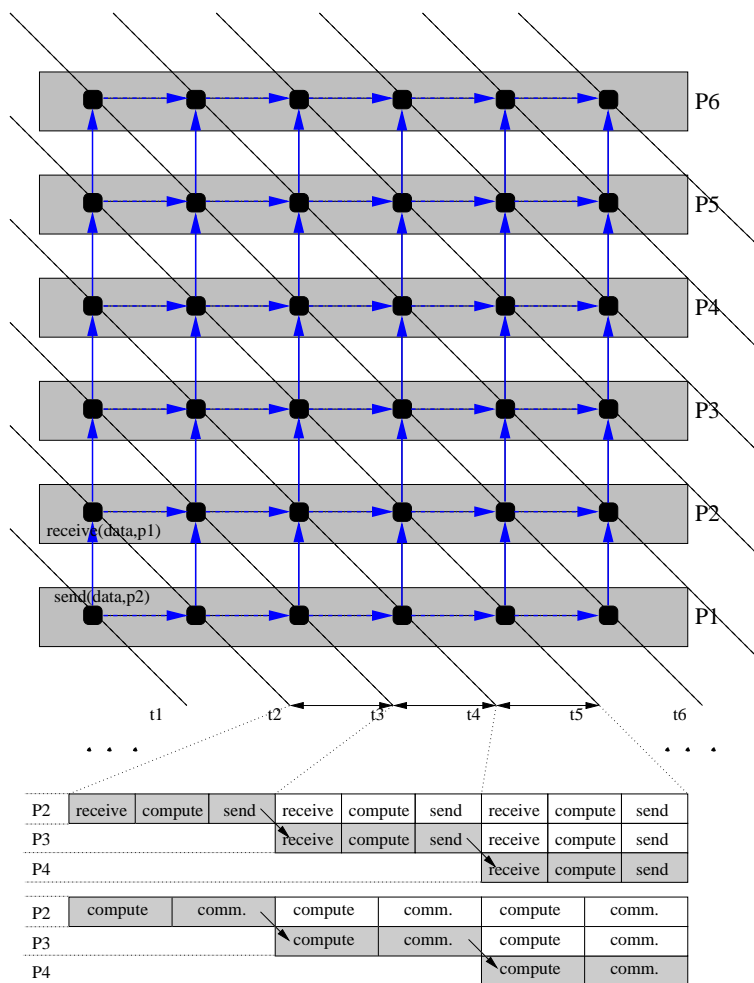 P6
P5
P4
P3
P2
receive(data,p1)
send(data,p2)
P1
t1 t2 t3 t4 t5 t6
. . . . . .
P2 receive compute send receive compute send receive compute send
P3 receive compute send receive compute send
P4 receive compute send
P2 compute comm. compute comm. compute comm.
P3 compute comm. compute comm.
P4 compute comm.